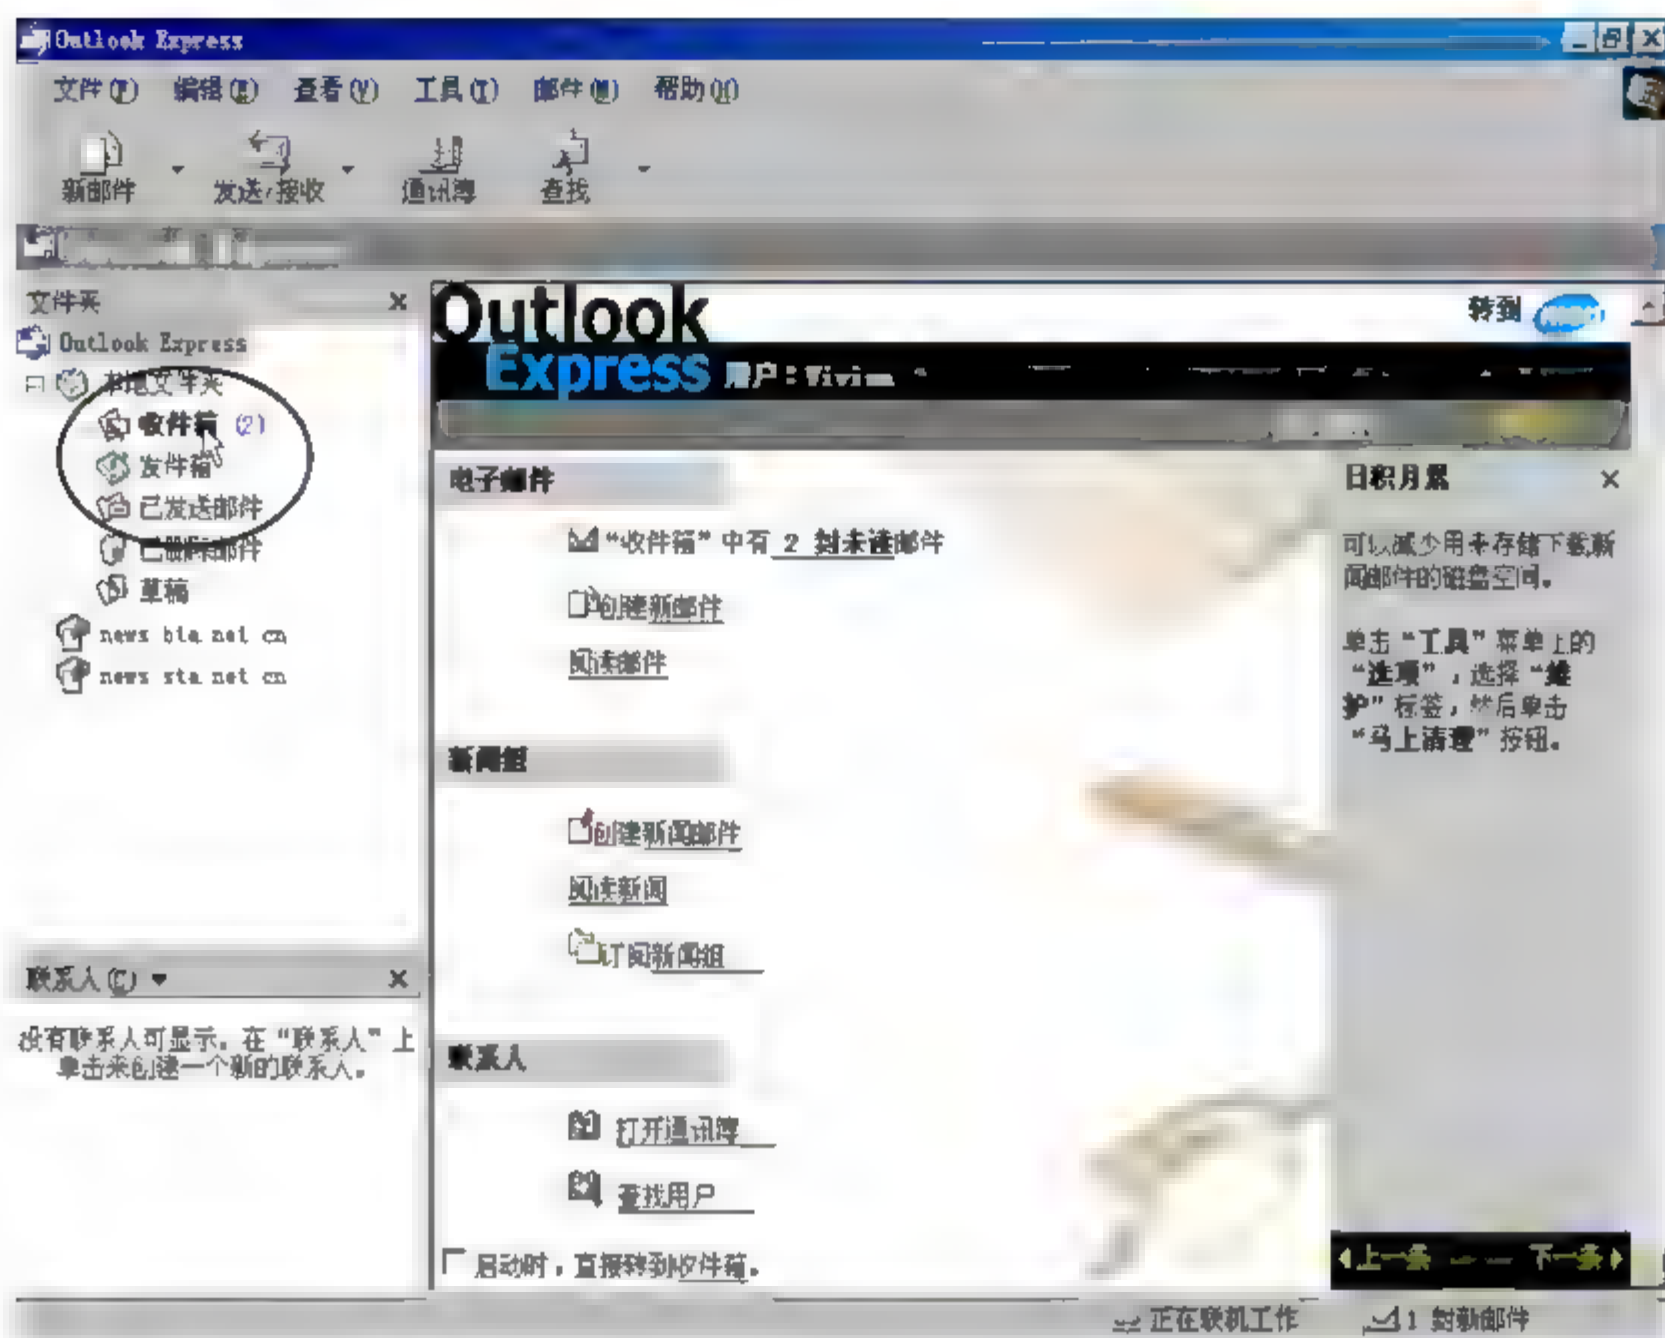 Outlook Express
文件(F) 编辑(E) 查看(V) 工具(T) 邮件(M) 帮助(H)
新邮件 发送/接收 通讯簿 查找
文件夹
Outlook Express
本地文件夹
收件箱 (2)
发件箱
已发送邮件
已删除邮件
草稿
news bta net cn
news sta net cn
联系人(C)
没有联系人可显示。在“联系人”上
单击来创建一个新的联系人。
Outlook
Express
用户:
转到
电子邮件
“收件箱”中有 2 封未读邮件
创建新邮件
阅读邮件
新闻组
创建新闻邮件
阅读新闻
订阅新闻组
联系人
打开通讯簿
查找用户
启动时，直接转到收件箱。
日积月累
可以减少用来存储下载新
闻邮件的磁盘空间。
单击“工具”菜单上的
“选项”，选择“维
护”标签，然后单击
“马上清理”按钮。
上一条 下一条
正在联机工作
1 封新邮件